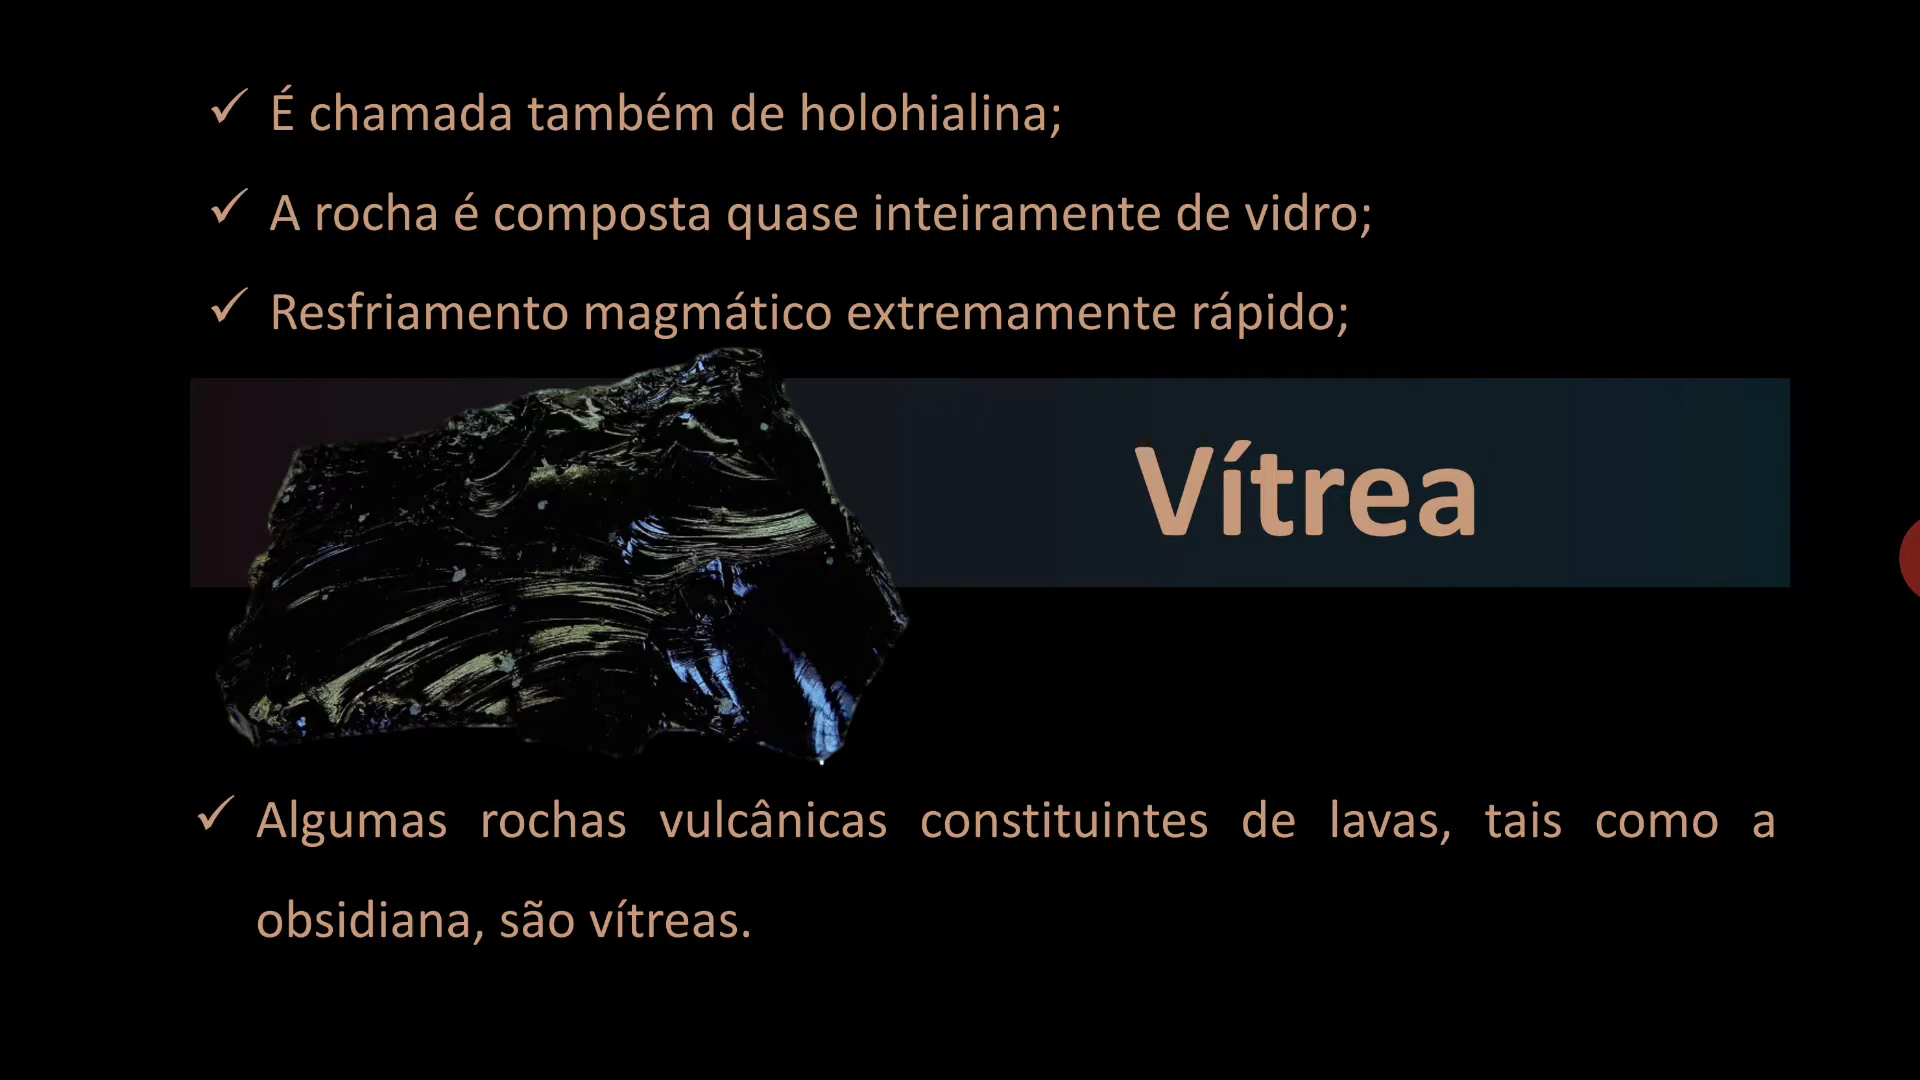 ✓ É chamada também de holohialina;
✓ A rocha é composta quase inteiramente de vidro;
✓ Resfriamento magmático extremamente rápido;
Vítrea
✓ Algumas rochas vulcânicas constituintes de lavas, tais como a
obsidiana, são vítreas.